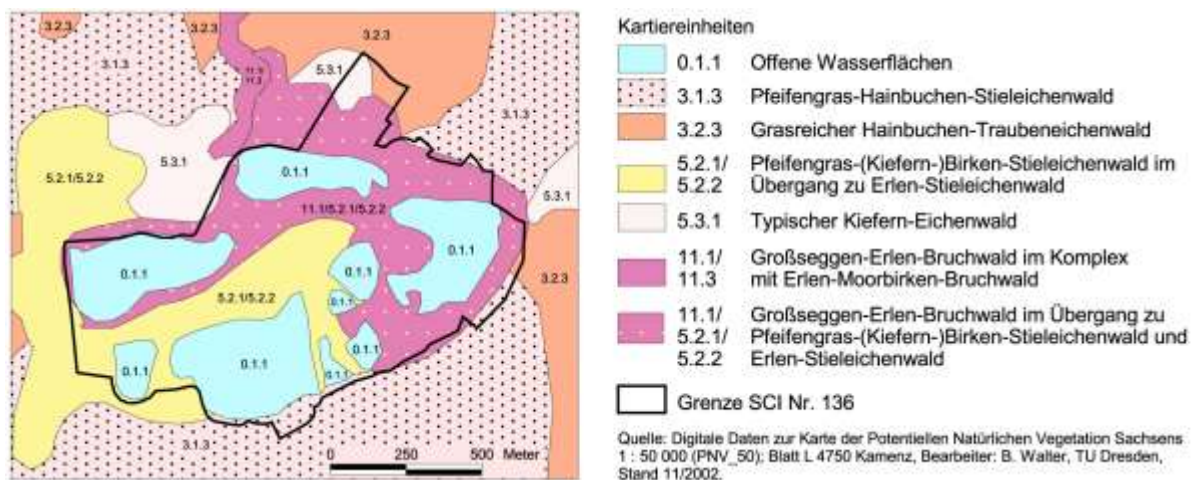 3.2.3
3.2.3
3.2.3
3.1.3
11.1/
11.3
5.3.1
3.1.3
5.3.1
0.1.1
5.3.1
5.2.1/5.2.2
11.1/5.2.1/5.2.2
0.1.1
0.1.1
0.1.1
3.2.3
5.2.1/5.2.2
0.1.1
0.1.1
0.1.1
0.1.1
0.1.1
3.1.3
0 250 500 Meter
Kartiereinheiten
0.1.1 Offene Wasserflächen
3.1.3 Pfeifengras-Hainbuchen-Stieleichenwald
3.2.3 Grasreicher Hainbuchen-Traubeneichenwald
5.2.1/ Pfeifengras-(Kiefern-)Birken-Stieleichenwald im
5.2.2 Übergang zu Erlen-Stieleichenwald
5.3.1 Typischer Kiefern-Eichenwald
11.1/ Großseggen-Erlen-Bruchwald im Komplex
11.3 mit Erlen-Moorbirken-Bruchwald
11.1/ Großseggen-Erlen-Bruchwald im Übergang zu
5.2.1/ Pfeifengras-(Kiefern-)Birken-Stieleichenwald und
5.2.2 Erlen-Stieleichenwald
Grenze SCI Nr. 136
Quelle: Digitale Daten zur Karte der Potentiellen Natürlichen Vegetation Sachsens
1 : 50 000 (PNV_50); Blatt L 4750 Kamenz, Bearbeiter: B. Walter, TU Dresden,
Stand 11/2002.